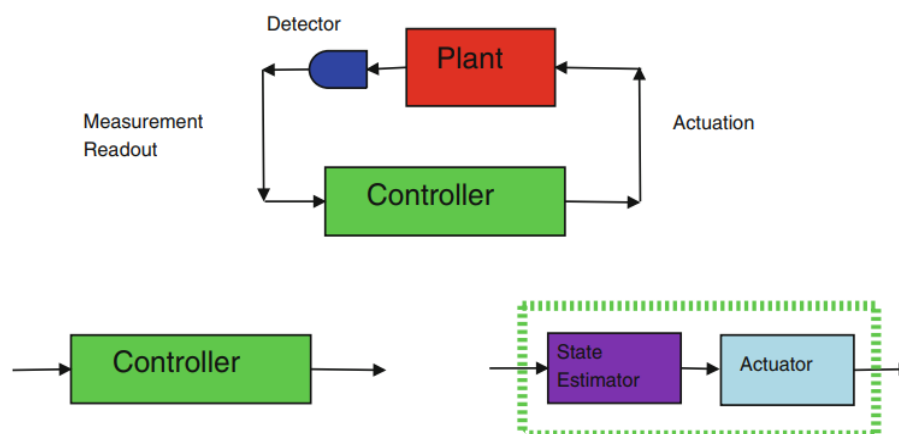 Detector
Plant
Measurement
Readout
Actuation
Controller
Controller
State
Estimator
Actuator